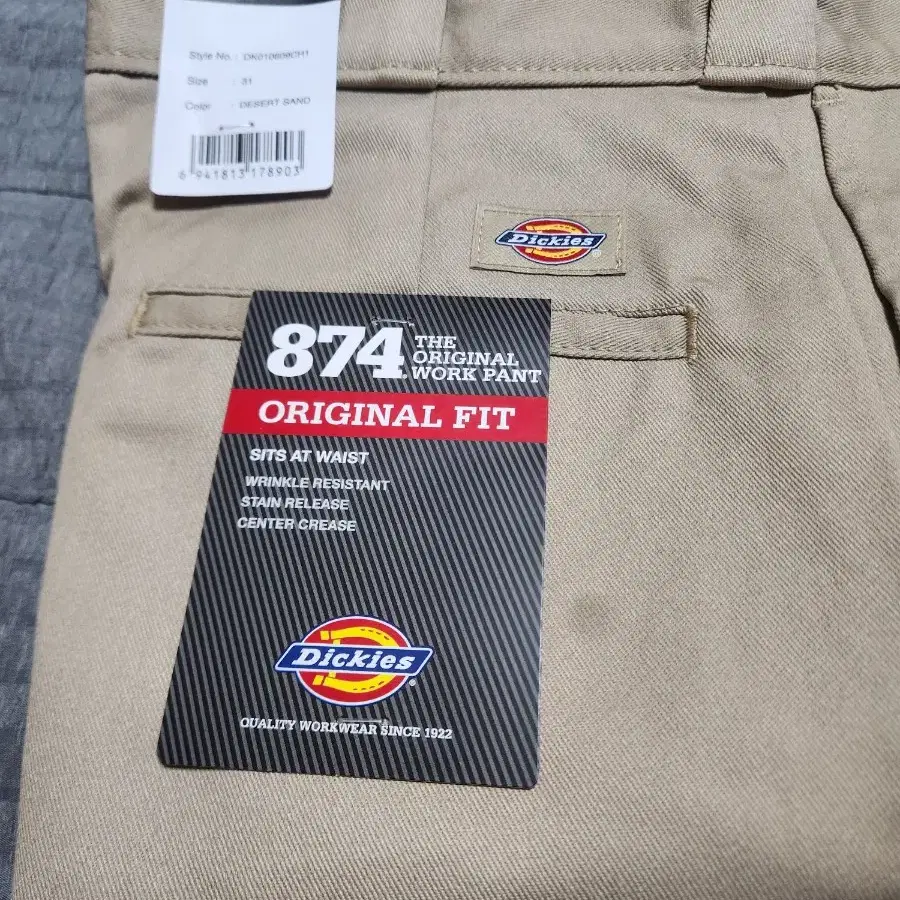 Style No. :
Size : 31
Color : DESERT SAND
6 941813 178903
Dickies
874 THE
ORIGINAL
WORK PANT
ORIGINAL FIT
SITS AT WAIST
WRINKLE RESISTANT
STAIN RELEASE
CENTER CREASE
Dickies
QUALITY WORKWEAR SINCE 1922